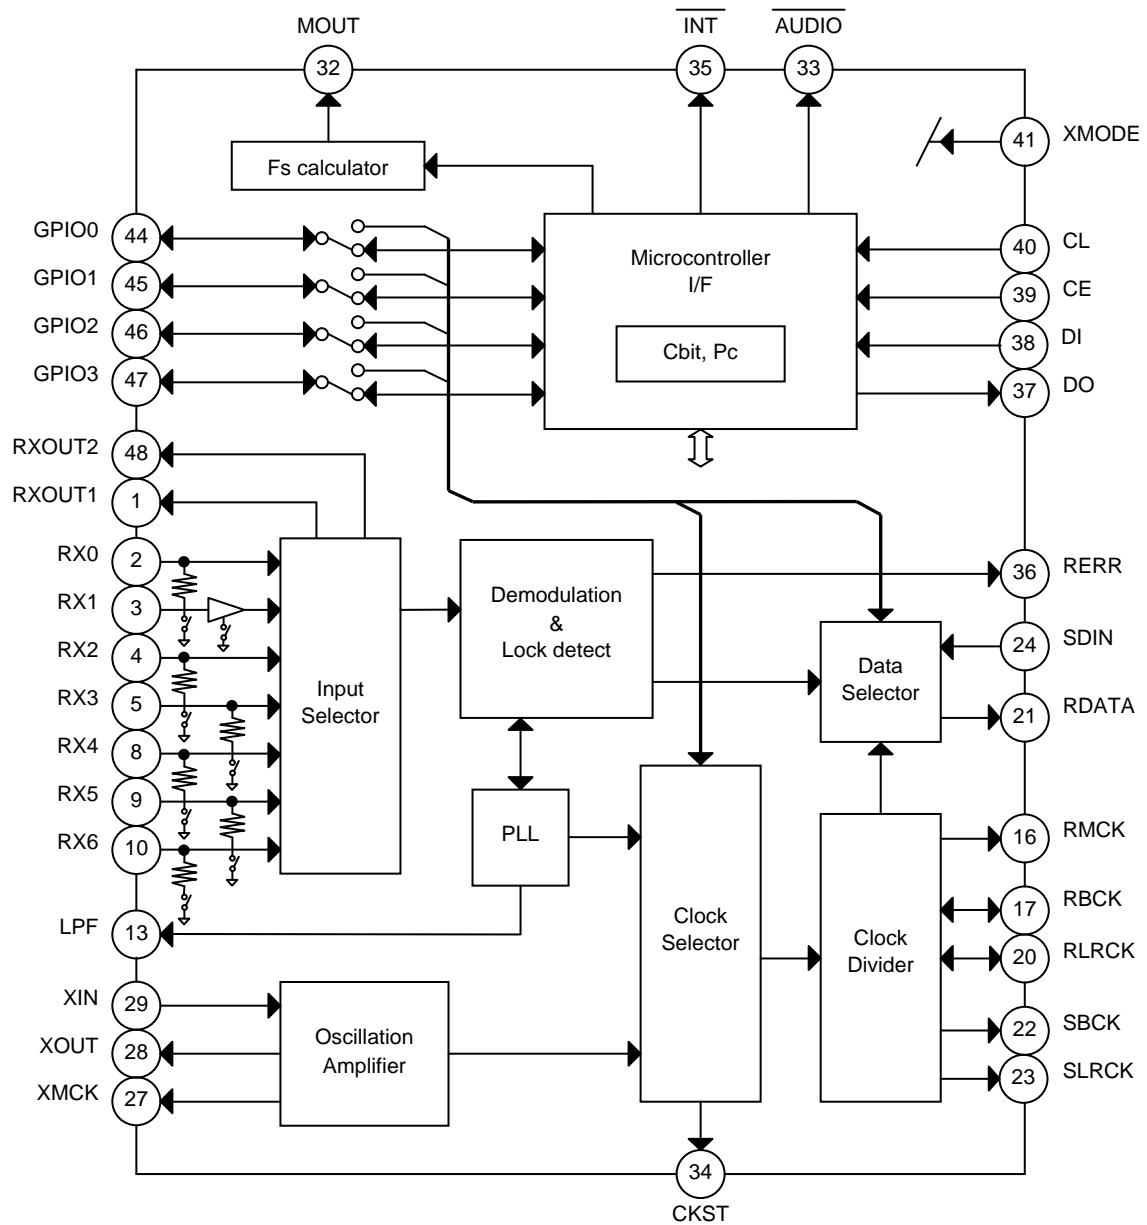 MOUT
INT
AUDIO
32
35
33
41
XMODE
Fs calculator
GPIO0
44
GPIO1
45
GPIO2
46
GPIO3
47
Microcontroller
I/F
Cbit, Pc
40
CL
39
CE
38
DI
37
DO
RXOUT2
48
RXOUT1
1
RX0
2
RX1
3
RX2
4
RX3
5
RX4
8
RX5
9
RX6
10
Input
Selector
Demodulation
&
Lock detect
36
RERR
24
SDIN
Data
Selector
21
RDATA
PLL
LPF
13
Clock
Selector
Clock
Divider
16
RMCK
17
RBCK
20
RLRCK
22
SBCK
23
SLRCK
XIN
29
XOUT
28
XMCK
27
Oscillation
Amplifier
34
CKST